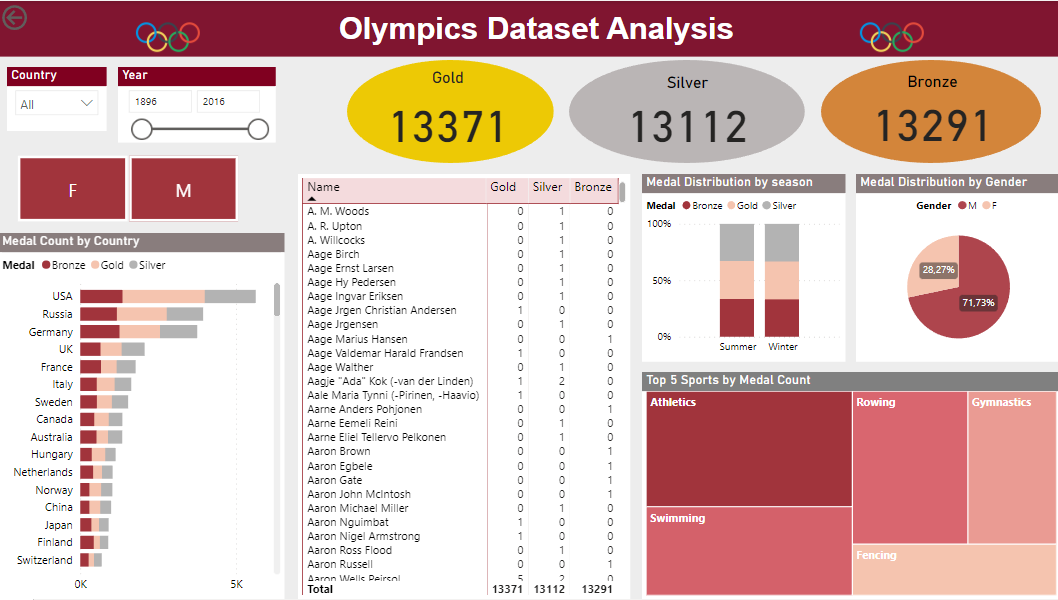 Olympics Dataset Analysis
Country
All
Year
1896 2016
Gold
13371
Silver
13112
Bronze
13291
F
M
Medal Count by Country
Medal Bronze Gold Silver
USA
Russia
Germany
UK
France
Italy
Sweden
Canada
Australia
Hungary
Netherlands
Norway
China
Japan
Finland
Switzerland
0K 5K
Name Gold Silver Bronze
A. M. Woods 0 1 0
A. R. Upton 0 1 0
A. Willcocks 0 1 0
Aage Birch 0 1 0
Aage Ernst Larsen 0 1 0
Aage Hy Pedersen 0 1 0
Aage Ingvar Eriksen 0 1 0
Aage Jrgen Christian Andersen 1 0 0
Aage Jrgensen 0 1 0
Aage Marius Hansen 0 0 1
Aage Valdemar Harald Frandsen 1 0 0
Aage Walther 0 1 0
Aagje "Ada" Kok (-van der Linden) 1 2 0
Aale Maria Tynni (-Pirinen, -Haavio) 1 0 0
Aarne Anders Pohjonen 0 0 1
Aarne Eemeli Reini 0 1 0
Aarne Eliel Tellervo Pelkonen 0 1 0
Aaron Brown 0 0 1
Aaron Egbele 0 0 1
Aaron Gate 0 0 1
Aaron John McIntosh 0 0 1
Aaron Michael Miller 0 1 0
Aaron Nguimbat 1 0 0
Aaron Nigel Armstrong 1 0 0
Aaron Ross Flood 0 1 0
Aaron Russell 0 0 1
Aaron Wells Peirsol 5 2 0
Total 13371 13112 13291
Medal Distribution by season
Medal Bronze Gold Silver
100%
50%
0%
Summer Winter
Medal Distribution by Gender
Gender M F
28,27%
71,73%
Top 5 Sports by Medal Count
Athletics
Swimming
Rowing
Gymnastics
Fencing